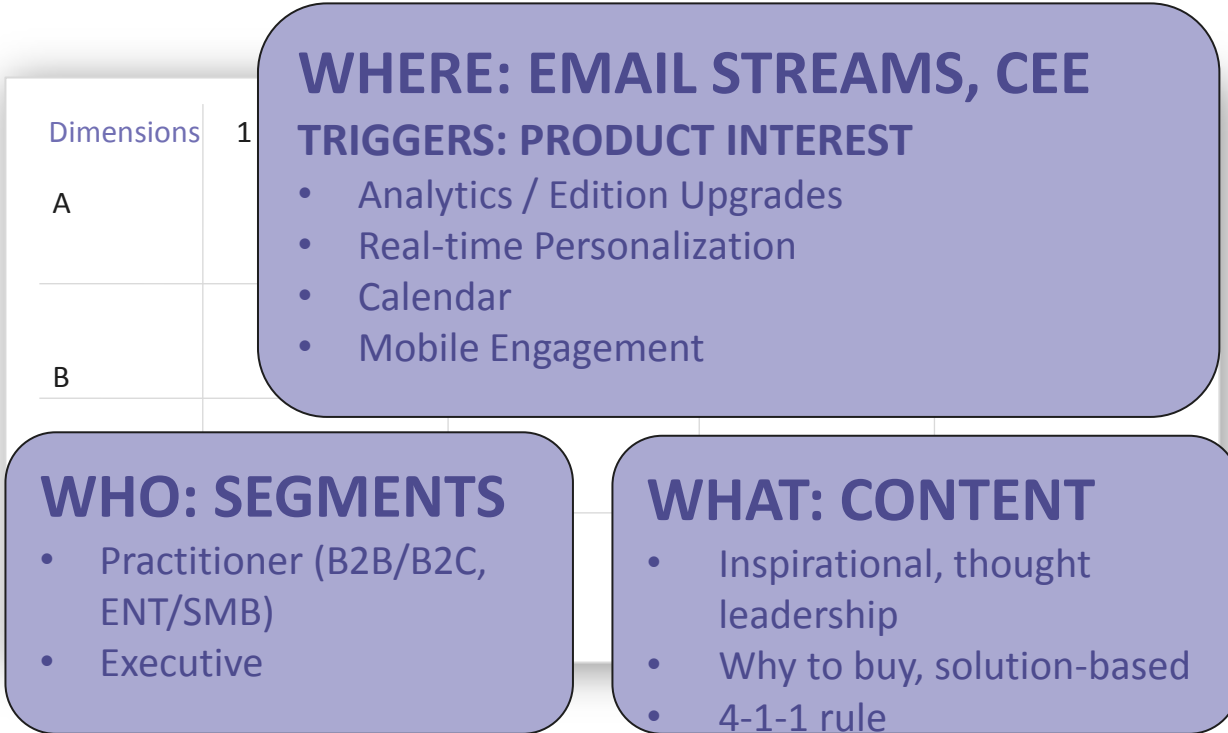 WHERE: EMAIL STREAMS, CEE
TRIGGERS: PRODUCT INTEREST
• Analytics / Edition Upgrades
• Real-time Personalization
• Calendar
• Mobile Engagement
Dimensions 1
A
B
WHO: SEGMENTS
• Practitioner (B2B/B2C,
ENT/SMB)
• Executive
WHAT: CONTENT
• Inspirational, thought
leadership
• Why to buy, solution-based
• 4-1-1 rule